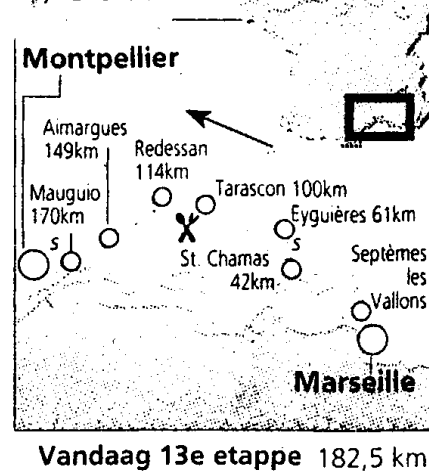 Montpellier
Aimargues
149km
Redessan
114km
Mauguio
170km
Tarascon 100km
Eyguières 61km
s
s
St. Chamas
42km
Septèmes
les
Vallons
Marseille
Vandaag 13e etappe 182,5 km